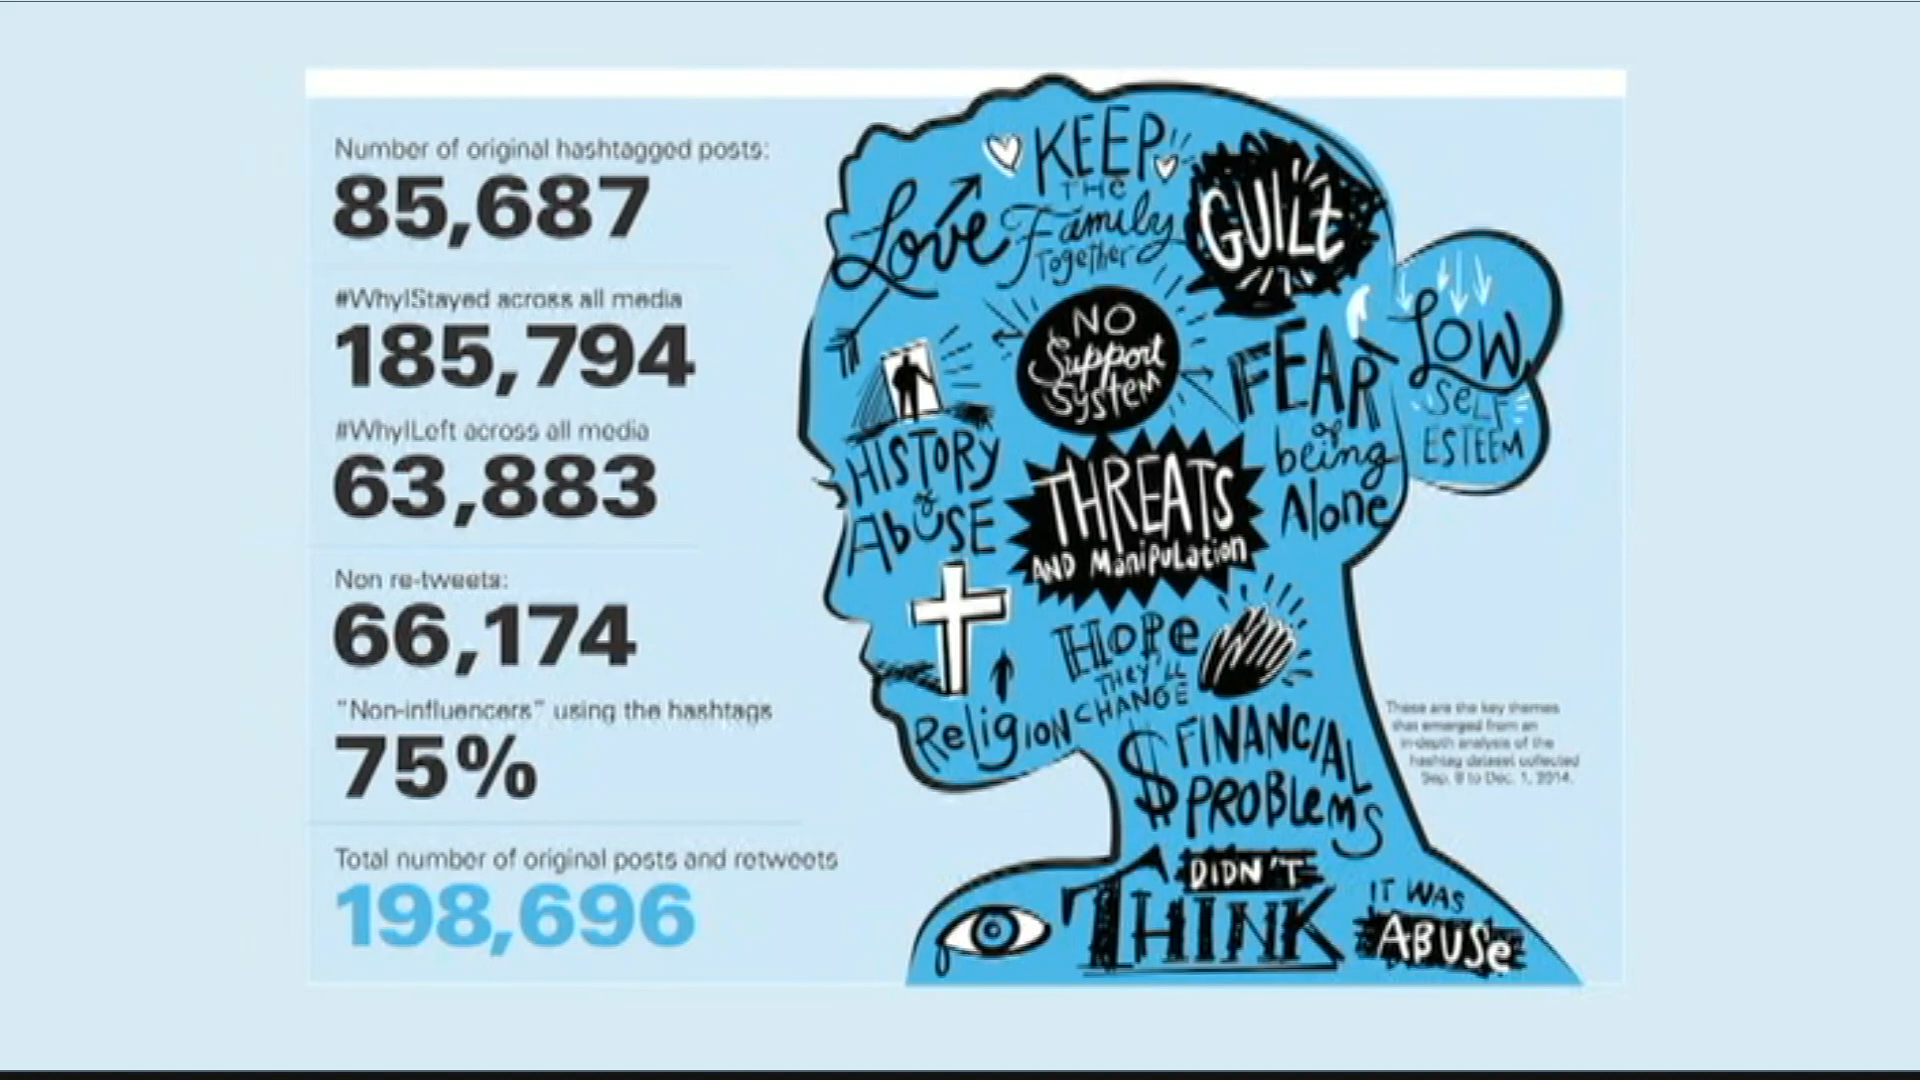 Number of original hashtagged posts:
85,687
#WhyIStayed across all media
185,794
#WhyILeft across all media
63,883
Non re-tweets:
66,174
"Non-influencers" using the hashtags
75%
Total number of original posts and retweets
198,696
KEEP
THE
Family
Together
Love
GUILt
NO
Support
System
FEAR
of
being
Alone
LOW
SELF
ESTEEM
HISTORY
of
AbUSE
THREATS
AND ManipuLation
HOPe
THEY'LL
CHANGE
ReligION
$ FINANCIAL
PROBLemS
DIDN'T
THINK
IT WAS
ABUSe
These are the key themes
that emerged from an
in-depth analysis of the
hashtag dataset collected
Sep. 8 to Dec. 1, 2014.